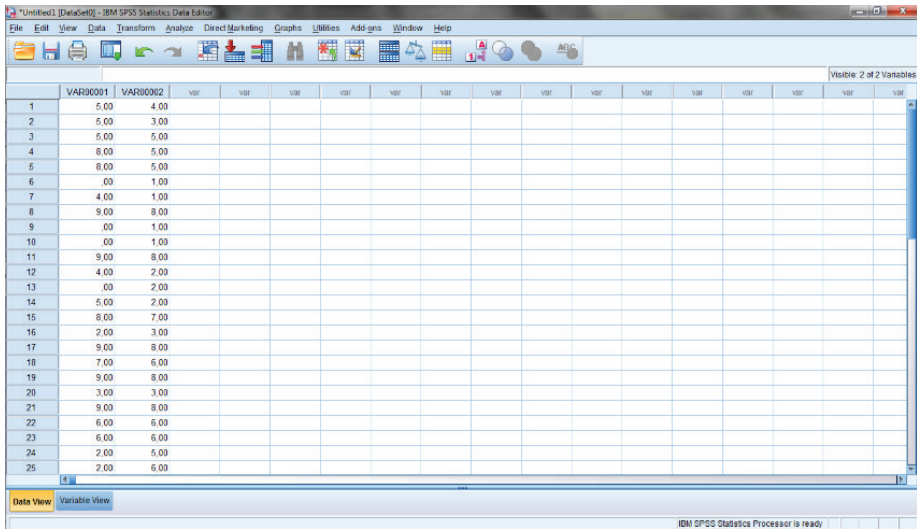 *Untitled1 [DataSet0] - IBM SPSS Statistics Data Editor
File Edit View Data Transform Analyze Direct Marketing Graphs Utilities Add-ons Window Help
Visible: 2 of 2 Variables
VAR00001 VAR00002 var var var var var var var var var var var var var var
1 5,00 4,00
2 5,00 3,00
3 5,00 5,00
4 8,00 5,00
5 8,00 5,00
6 ,00 1,00
7 4,00 1,00
8 9,00 8,00
9 ,00 1,00
10 ,00 1,00
11 9,00 8,00
12 4,00 2,00
13 ,00 2,00
14 5,00 2,00
15 8,00 7,00
16 2,00 3,00
17 9,00 8,00
18 7,00 6,00
19 9,00 8,00
20 3,00 3,00
21 9,00 8,00
22 6,00 6,00
23 6,00 6,00
24 2,00 5,00
25 2,00 6,00
Data View Variable View
IBM SPSS Statistics Processor is ready